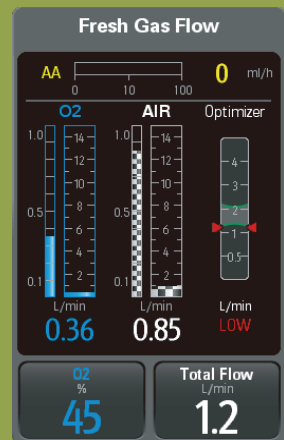 Fresh Gas Flow
AA 0 ml/h
0 10 100
O2 AIR Optimizer
1.0 14 1.0 14
12 12 4
10 10 3
0.5 8 0.5 8 2
6 6 1
4 4 0.5
0.1 2 0.1 2
L/min L/min L/min
0.36 0.85 LOW
O2 Total Flow
% L/min
45 1.2